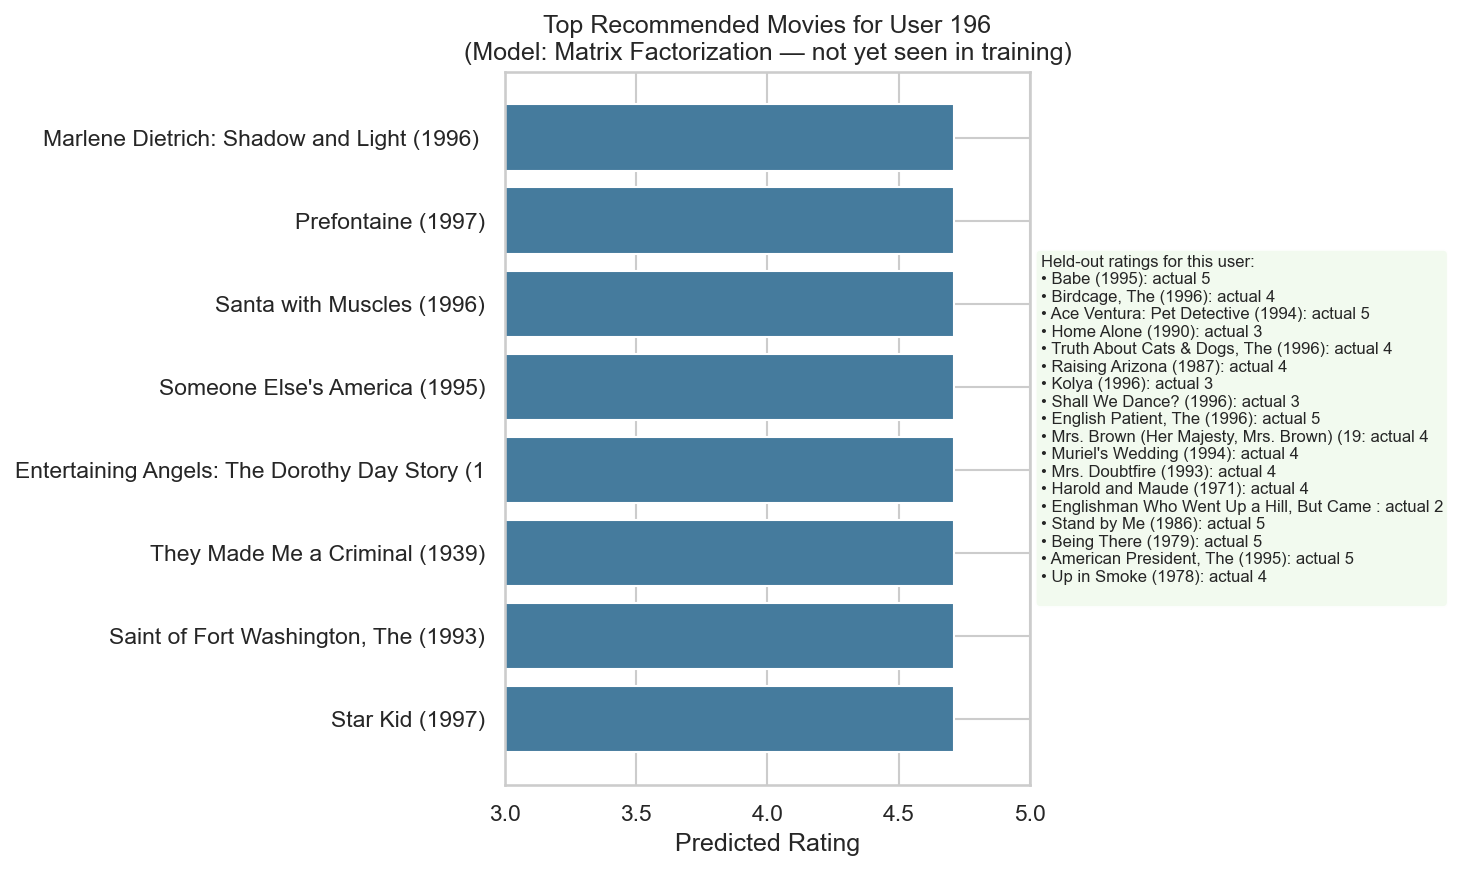 Top Recommended Movies for User 196
(Model: Matrix Factorization — not yet seen in training)
Marlene Dietrich: Shadow and Light (1996)
Prefontaine (1997)
Santa with Muscles (1996)
Someone Else's America (1995)
Entertaining Angels: The Dorothy Day Story (1
They Made Me a Criminal (1939)
Saint of Fort Washington, The (1993)
Star Kid (1997)
3.0 3.5 4.0 4.5 5.0
Predicted Rating
Held-out ratings for this user:
• Babe (1995): actual 5
• Birdcage, The (1996): actual 4
• Ace Ventura: Pet Detective (1994): actual 5
• Home Alone (1990): actual 3
• Truth About Cats & Dogs, The (1996): actual 4
• Raising Arizona (1987): actual 4
• Kolya (1996): actual 3
• Shall We Dance? (1996): actual 3
• English Patient, The (1996): actual 5
• Mrs. Brown (Her Majesty, Mrs. Brown) (19: actual 4
• Muriel's Wedding (1994): actual 4
• Mrs. Doubtfire (1993): actual 4
• Harold and Maude (1971): actual 4
• Englishman Who Went Up a Hill, But Came : actual 2
• Stand by Me (1986): actual 5
• Being There (1979): actual 5
• American President, The (1995): actual 5
• Up in Smoke (1978): actual 4